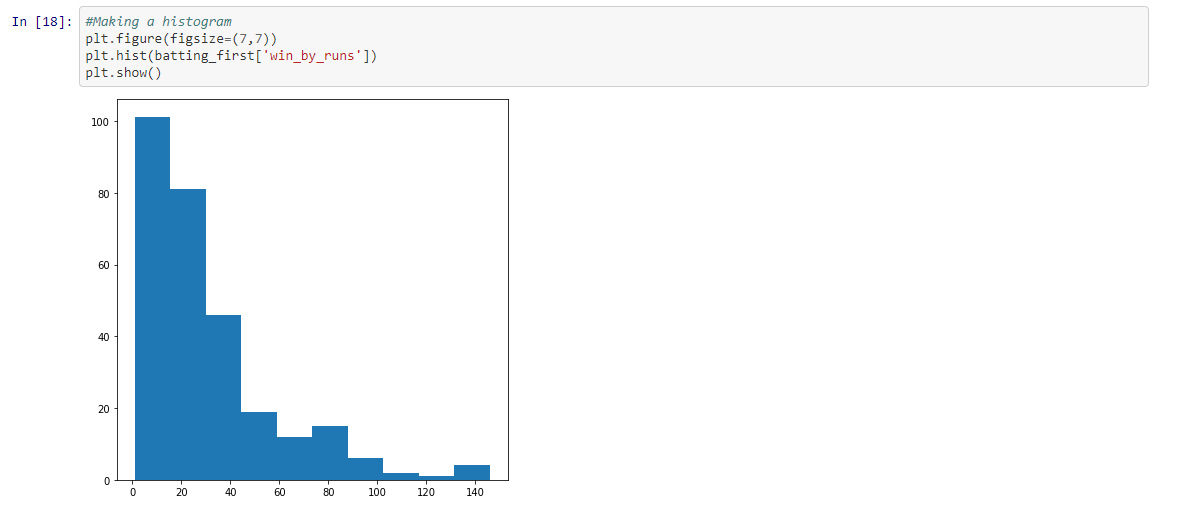 In [18]: #Making a histogram
plt.figure(figsize=(7,7))
plt.hist(batting_first['win_by_runs'])
plt.show()
100
80
60
40
20
0
0 20 40 60 80 100 120 140